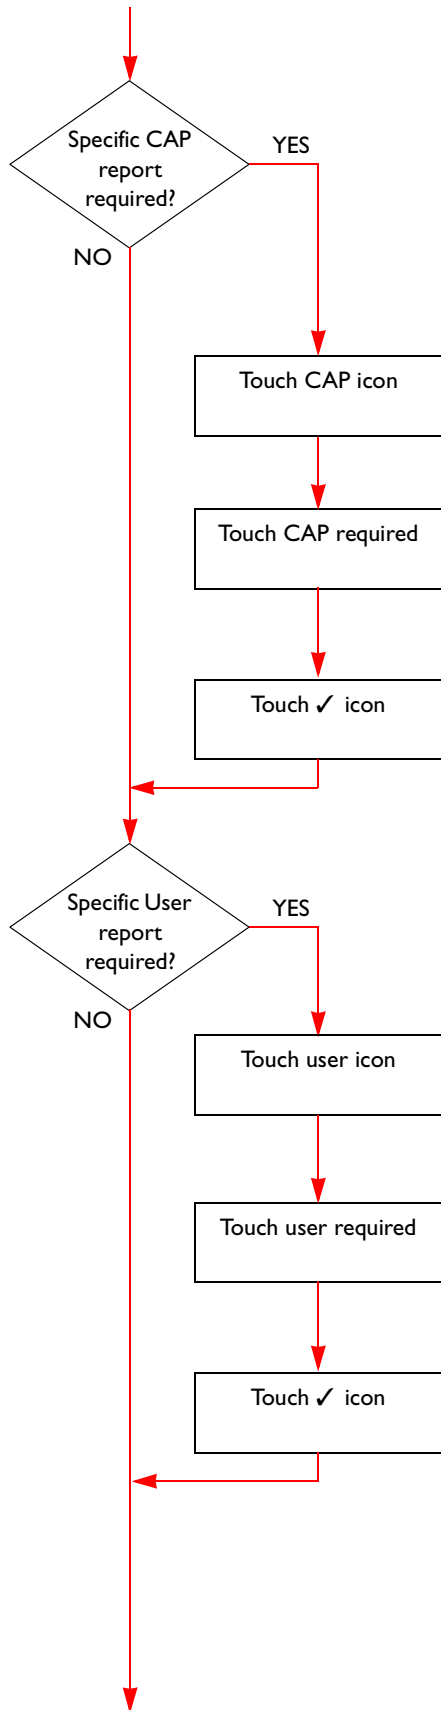 Specific CAP
report
required?
YES
NO
Touch CAP icon
Touch CAP required
Touch ✓ icon
Specific User
report
required?
YES
NO
Touch user icon
Touch user required
Touch ✓ icon